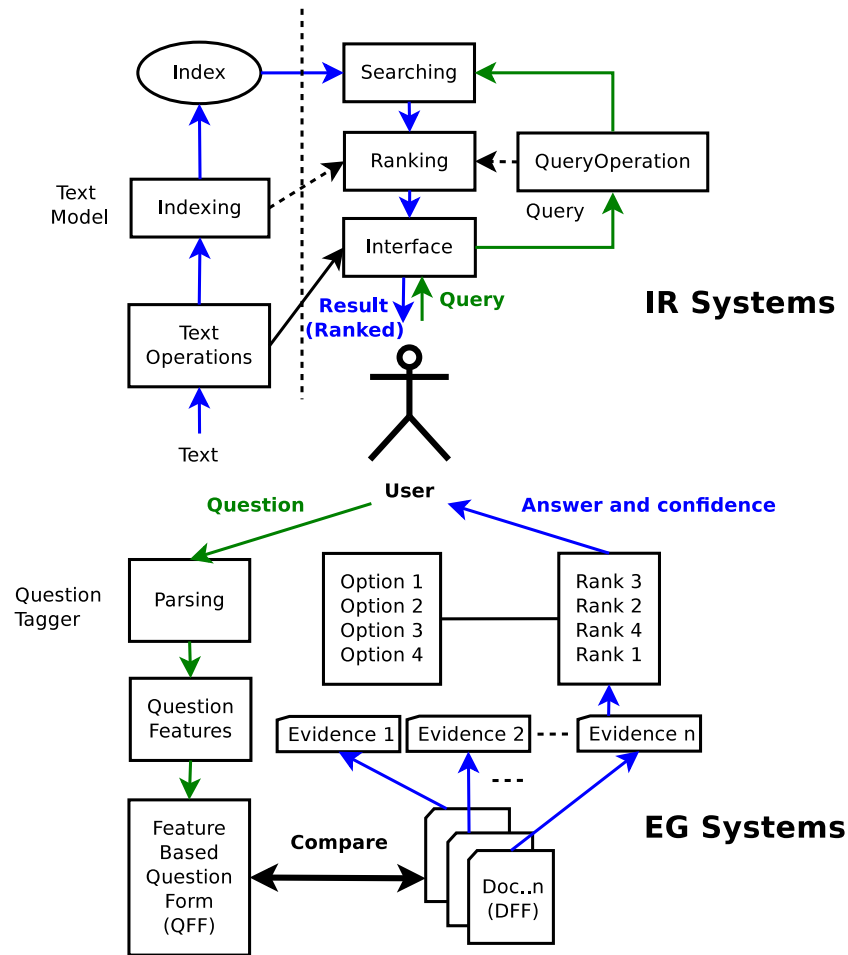 Index
Searching
Ranking
QueryOperation
Text
Model
Indexing
Query
Interface
Result
(Ranked)
Query
IR Systems
Text
Operations
Text
User
Question
Answer and confidence
Question
Tagger
Parsing
Option 1
Option 2
Option 3
Option 4
Rank 3
Rank 2
Rank 4
Rank 1
Question
Features
Evidence 1
Evidence 2
Evidence n
EG Systems
Feature
Based
Question
Form
(QFF)
Compare
Doc..n
(DFF)